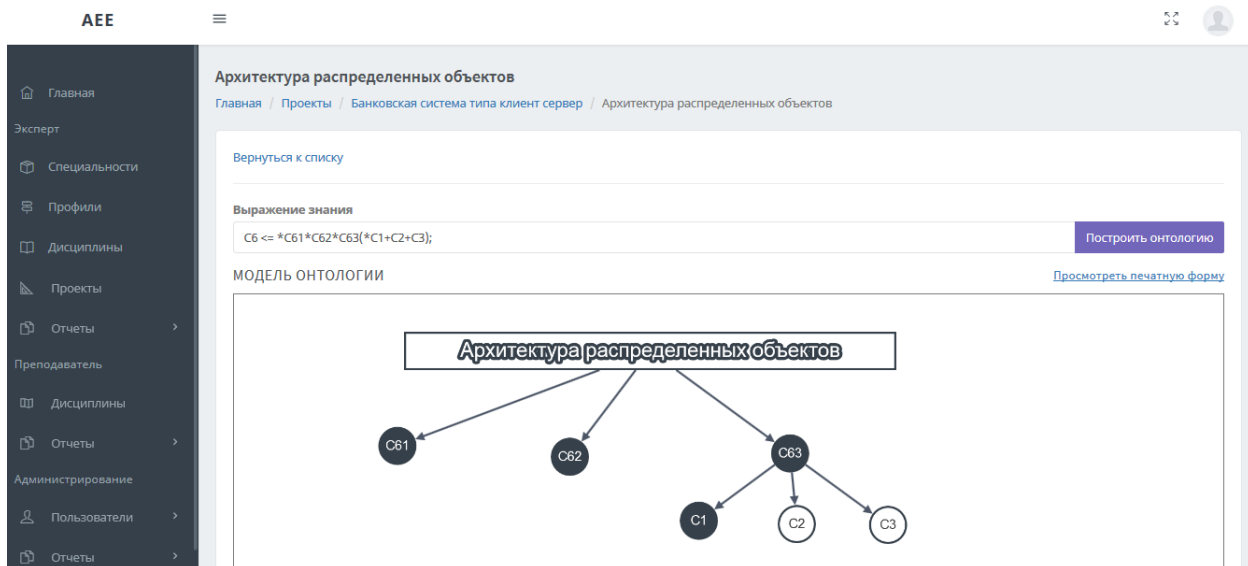 AEE
Главная
Эксперт
Специальности
Профили
Дисциплины
Проекты
Отчеты
Преподаватель
Дисциплины
Отчеты
Администрирование
Пользователи
Отчеты
Архитектура распределенных объектов
Главная / Проекты / Банковская система типа клиент сервер / Архитектура распределенных объектов
Вернуться к списку
Выражение знания
C6 <= *C61*C62*C63(*C1+C2+C3);
Построить онтологию
МОДЕЛЬ ОНТОЛОГИИ
Просмотреть печатную форму
Архитектура распределенных объектов
C61
C62
C63
C1
C2
C3